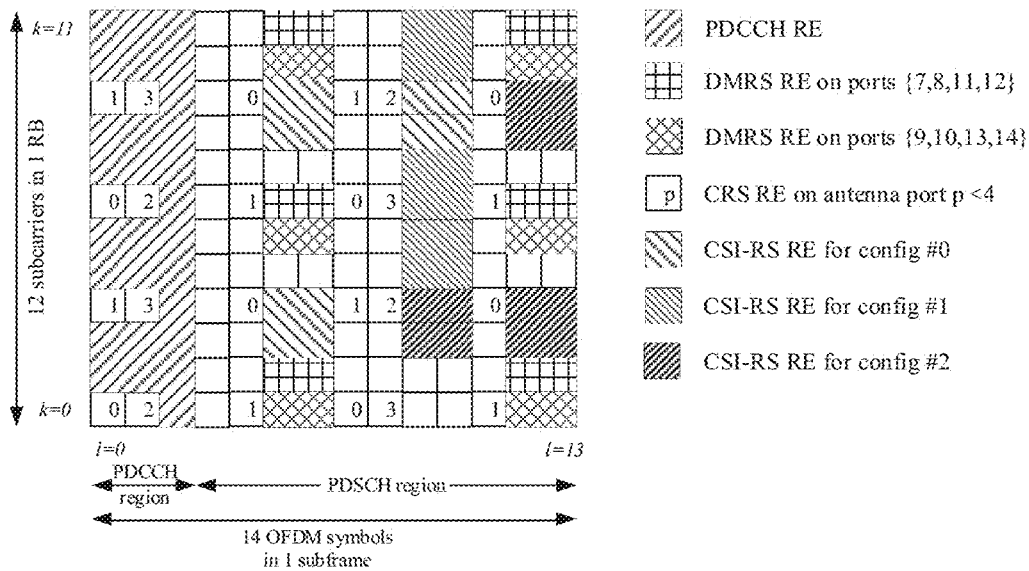 k=11
1 3 0 1 2 0
0 2 1 0 3 1
1 3 0 1 2 0
0 2 1 0 3 1
k=0
12 subcarriers in 1 RB
l=0
l=13
PDCCH
region
PDSCH region
14 OFDM symbols
in 1 subframe
PDCCH RE
DMRS RE on ports {7,8,11,12}
DMRS RE on ports {9,10,13,14}
p CRS RE on antenna port p <4
CSI-RS RE for config #0
CSI-RS RE for config #1
CSI-RS RE for config #2